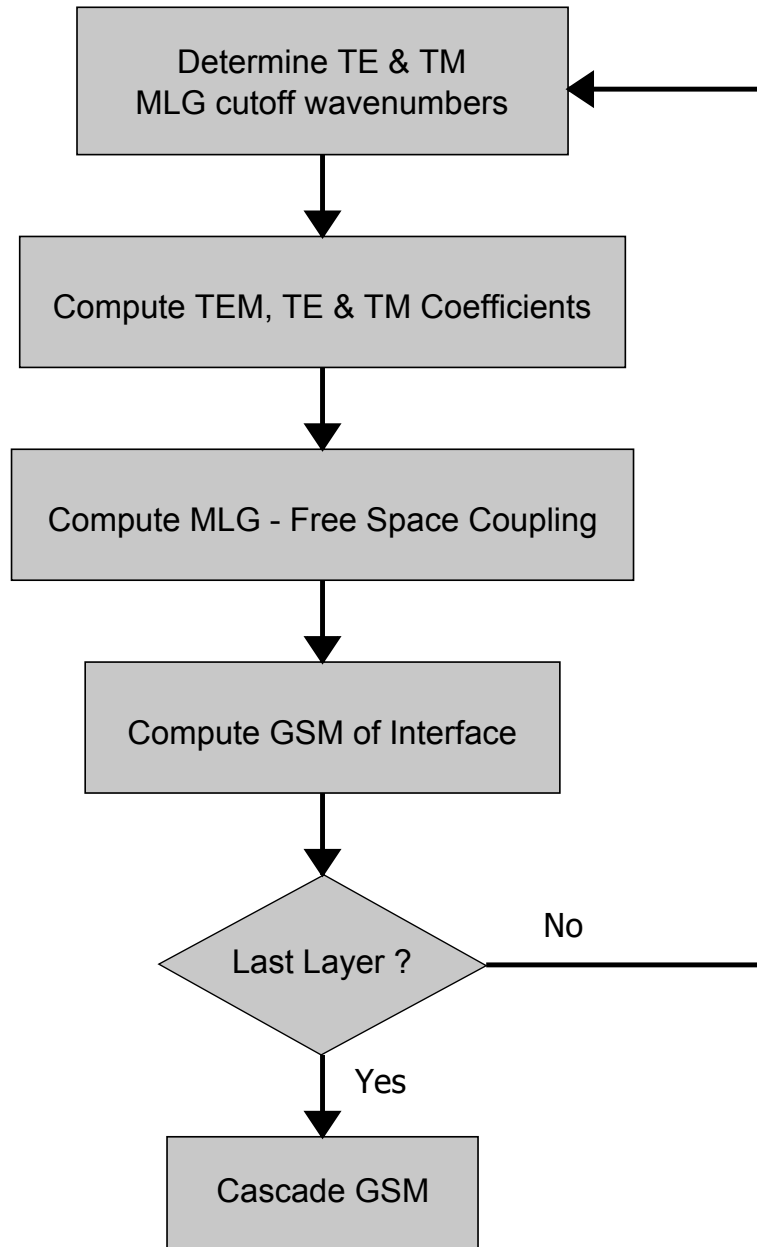 Determine TE & TM
MLG cutoff wavenumbers
Compute TEM, TE & TM Coefficients
Compute MLG - Free Space Coupling
Compute GSM of Interface
Last Layer ?
No
Yes
Cascade GSM